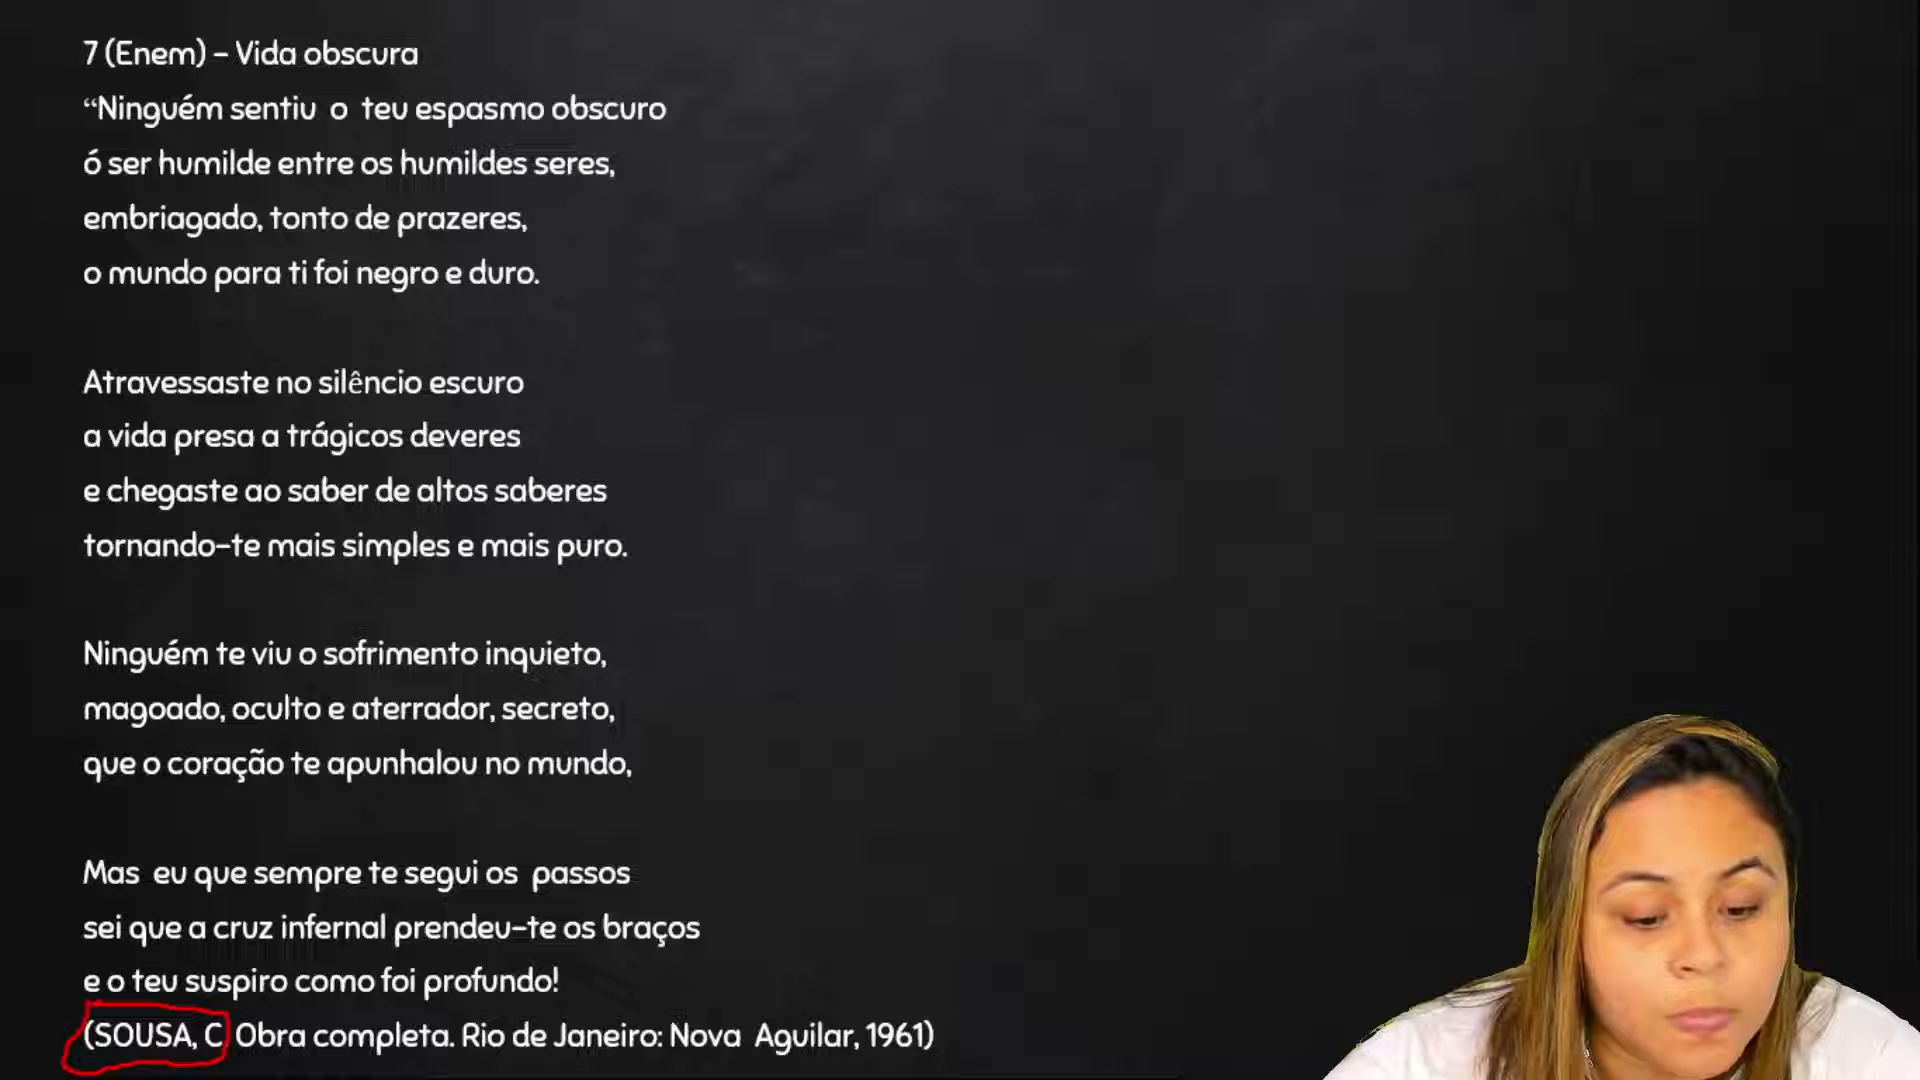 7 (Enem) – Vida obscura
“Ninguém sentiu o teu espasmo obscuro
ó ser humilde entre os humildes seres,
embriagado, tonto de prazeres,
o mundo para ti foi negro e duro.
Atravessaste no silêncio escuro
a vida presa a trágicos deveres
e chegaste ao saber de altos saberes
tornando-te mais simples e mais puro.
Ninguém te viu o sofrimento inquieto,
magoado, oculto e aterrador, secreto,
que o coração te apunhalou no mundo,
Mas eu que sempre te segui os passos
sei que a cruz infernal prendeu-te os braços
e o teu suspiro como foi profundo!
(SOUSA, C Obra completa. Rio de Janeiro: Nova Aguilar, 1961)